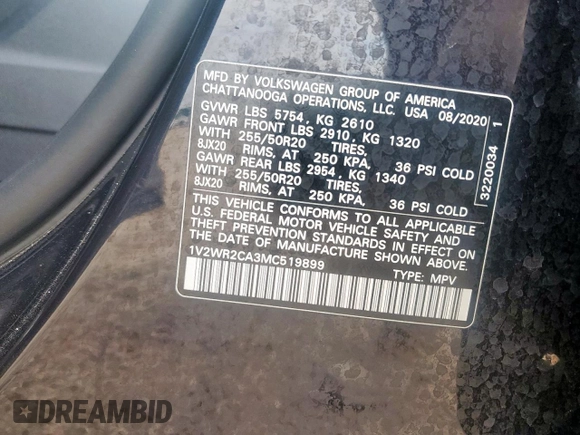 MFD BY VOLKSWAGEN GROUP OF AMERICA
CHATTANOOGA OPERATIONS, LLC. USA 08/2020
GVWR LBS 5754, KG 2610
GAWR FRONT LBS 2910, KG 1320
WITH 255/50R20 TIRES,
8JX20 RIMS, AT 250 KPA, 36 PSI COLD
GAWR REAR LBS 2954, KG 1340
WITH 255/50R20 TIRES,
8JX20 RIMS, AT 250 KPA, 36 PSI COLD
THIS VEHICLE CONFORMS TO ALL APPLICABLE
U.S. FEDERAL MOTOR VEHICLE SAFETY AND
THEFT PREVENTION STANDARDS IN EFFECT ON
THE DATE OF MANUFACTURE SHOWN ABOVE.
1V2WR2CA3MC519899 TYPE: MPV
3220034 1
DREAMBID